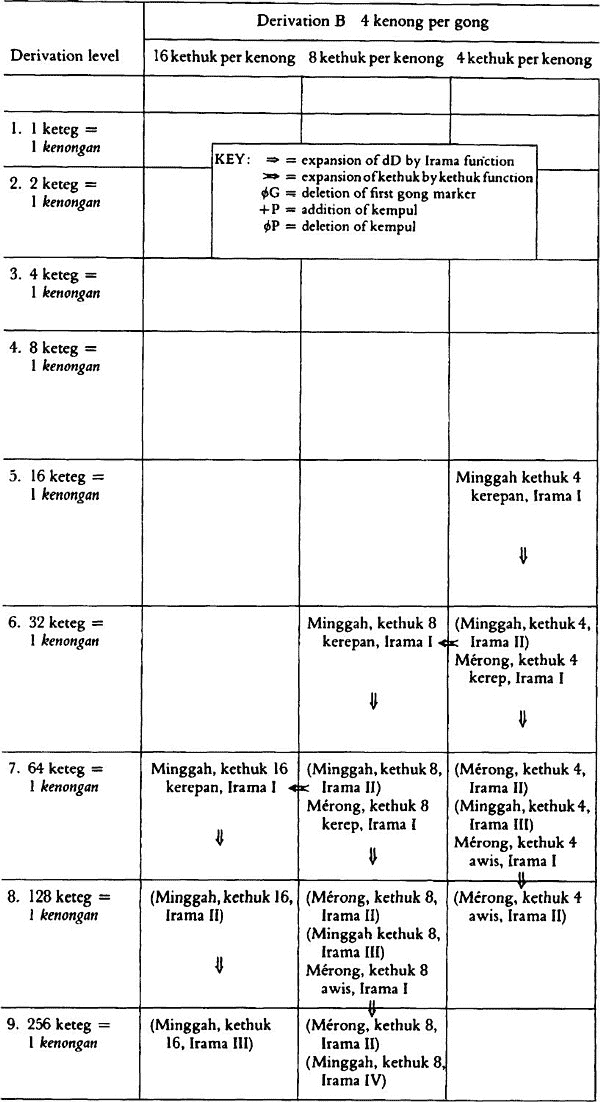 Derivation B 4 kenong per gong
Derivation level
16 kethuk per kenong
8 kethuk per kenong
4 kethuk per kenong
1. 1 keteg =
1 kenongan
KEY: ⇒ = expansion of dD by Irama function
⪢ = expansion of kethuk by kethuk function
ϕG = deletion of first gong marker
+P = addition of kempul
ϕP = deletion of kempul
2. 2 keteg =
1 kenongan
3. 4 keteg =
1 kenongan
4. 8 keteg =
1 kenongan
5. 16 keteg =
1 kenongan
Minggah kethuk 4
kerepan, Irama I
⇓
6. 32 keteg =
1 kenongan
Minggah, kethuk 8
kerepan, Irama I
⇓
(Minggah, kethuk 4,
Irama II)
Mérong, kethuk 4
kerep, Irama I
⇓
7. 64 keteg =
1 kenongan
Minggah, kethuk 16
kerepan, Irama I
⇓
(Minggah, kethuk 8,
Irama II)
Mérong, kethuk 8
kerep, Irama I
⇓
(Mérong, kethuk 4,
Irama II)
(Minggah, kethuk 4,
Irama III)
Mérong, kethuk 4
awis, Irama I
⇓
8. 128 keteg =
1 kenongan
(Minggah, kethuk 16,
Irama II)
⇓
(Mérong, kethuk 8,
Irama II)
(Minggah kethuk 8,
Irama III)
Mérong, kethuk 8
awis, Irama I
⇓
(Mérong, kethuk 4
awis, Irama II)
9. 256 keteg =
1 kenongan
(Minggah, kethuk
16, Irama III)
(Mérong, kethuk 8,
Irama II)
(Minggah, kethuk 8,
Irama IV)